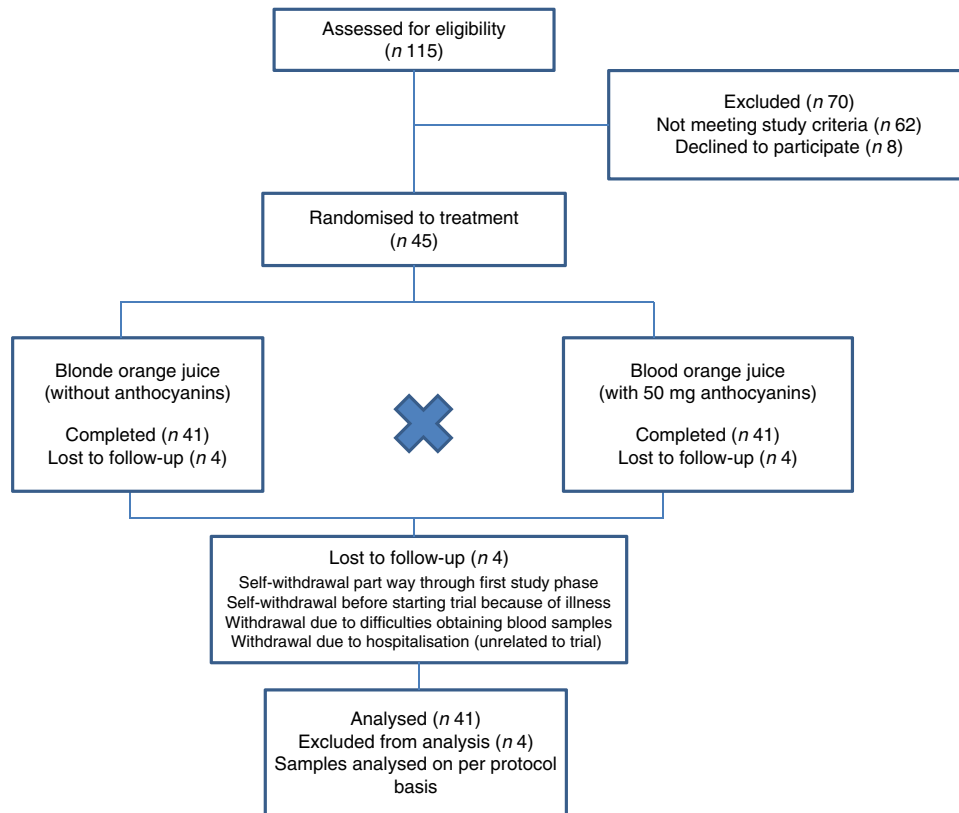 Assessed for eligibility
(n 115)
Excluded (n 70)
Not meeting study criteria (n 62)
Declined to participate (n 8)
Randomised to treatment
(n 45)
Blonde orange juice
(without anthocyanins)
Completed (n 41)
Lost to follow-up (n 4)
Blood orange juice
(with 50 mg anthocyanins)
Completed (n 41)
Lost to follow-up (n 4)
Lost to follow-up (n 4)
Self-withdrawal part way through first study phase
Self-withdrawal before starting trial because of illness
Withdrawal due to difficulties obtaining blood samples
Withdrawal due to hospitalisation (unrelated to trial)
Analysed (n 41)
Excluded from analysis (n 4)
Samples analysed on per protocol
basis